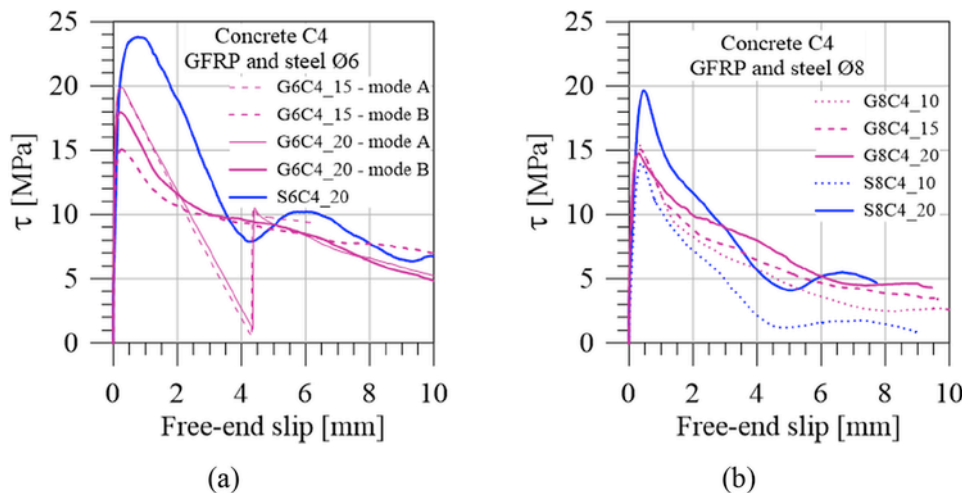 Concrete C4
GFRP and steel Ø6
G6C4_15 - mode A
G6C4_15 - mode B
G6C4_20 - mode A
G6C4_20 - mode B
S6C4_20
τ [MPa]
25
20
15
10
5
0
0 2 4 6 8 10
Free-end slip [mm]
(a)
Concrete C4
GFRP and steel Ø8
G8C4_10
G8C4_15
G8C4_20
S8C4_10
S8C4_20
τ [MPa]
25
20
15
10
5
0
0 2 4 6 8 10
Free-end slip [mm]
(b)